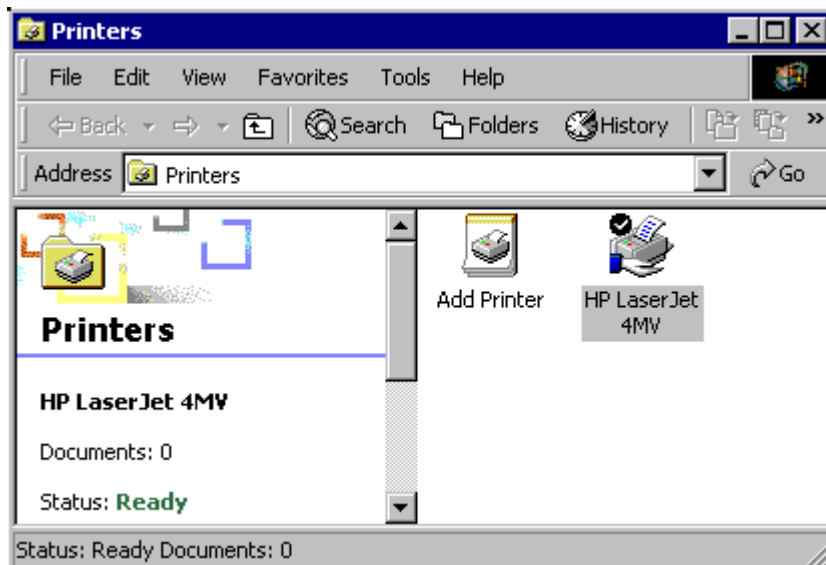 Printers
File Edit View Favorites Tools Help
Back Search Folders History »
Address Printers Go
Printers
HP LaserJet 4MV
Documents: 0
Status: Ready
Add Printer
HP LaserJet
4MV
Status: Ready Documents: 0